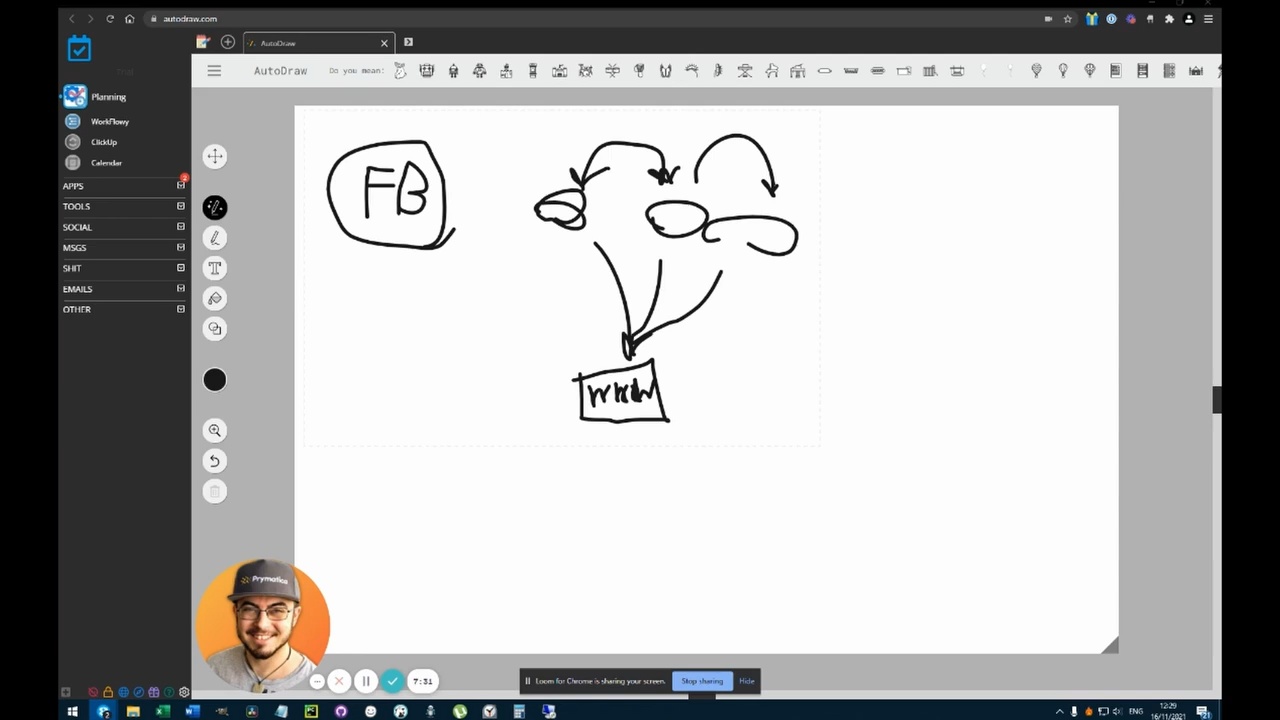 autodraw.com
AutoDraw
AutoDraw
Do you mean:
Planning
WorkFlowy
ClickUp
Calendar
2
APPS
TOOLS
SOCIAL
MSGS
SHIT
EMAILS
OTHER
FB
www
Prymatica
7:31
Loom for Chrome is sharing your screen.
Stop sharing
Hide
ENG
12:29
16/11/2021